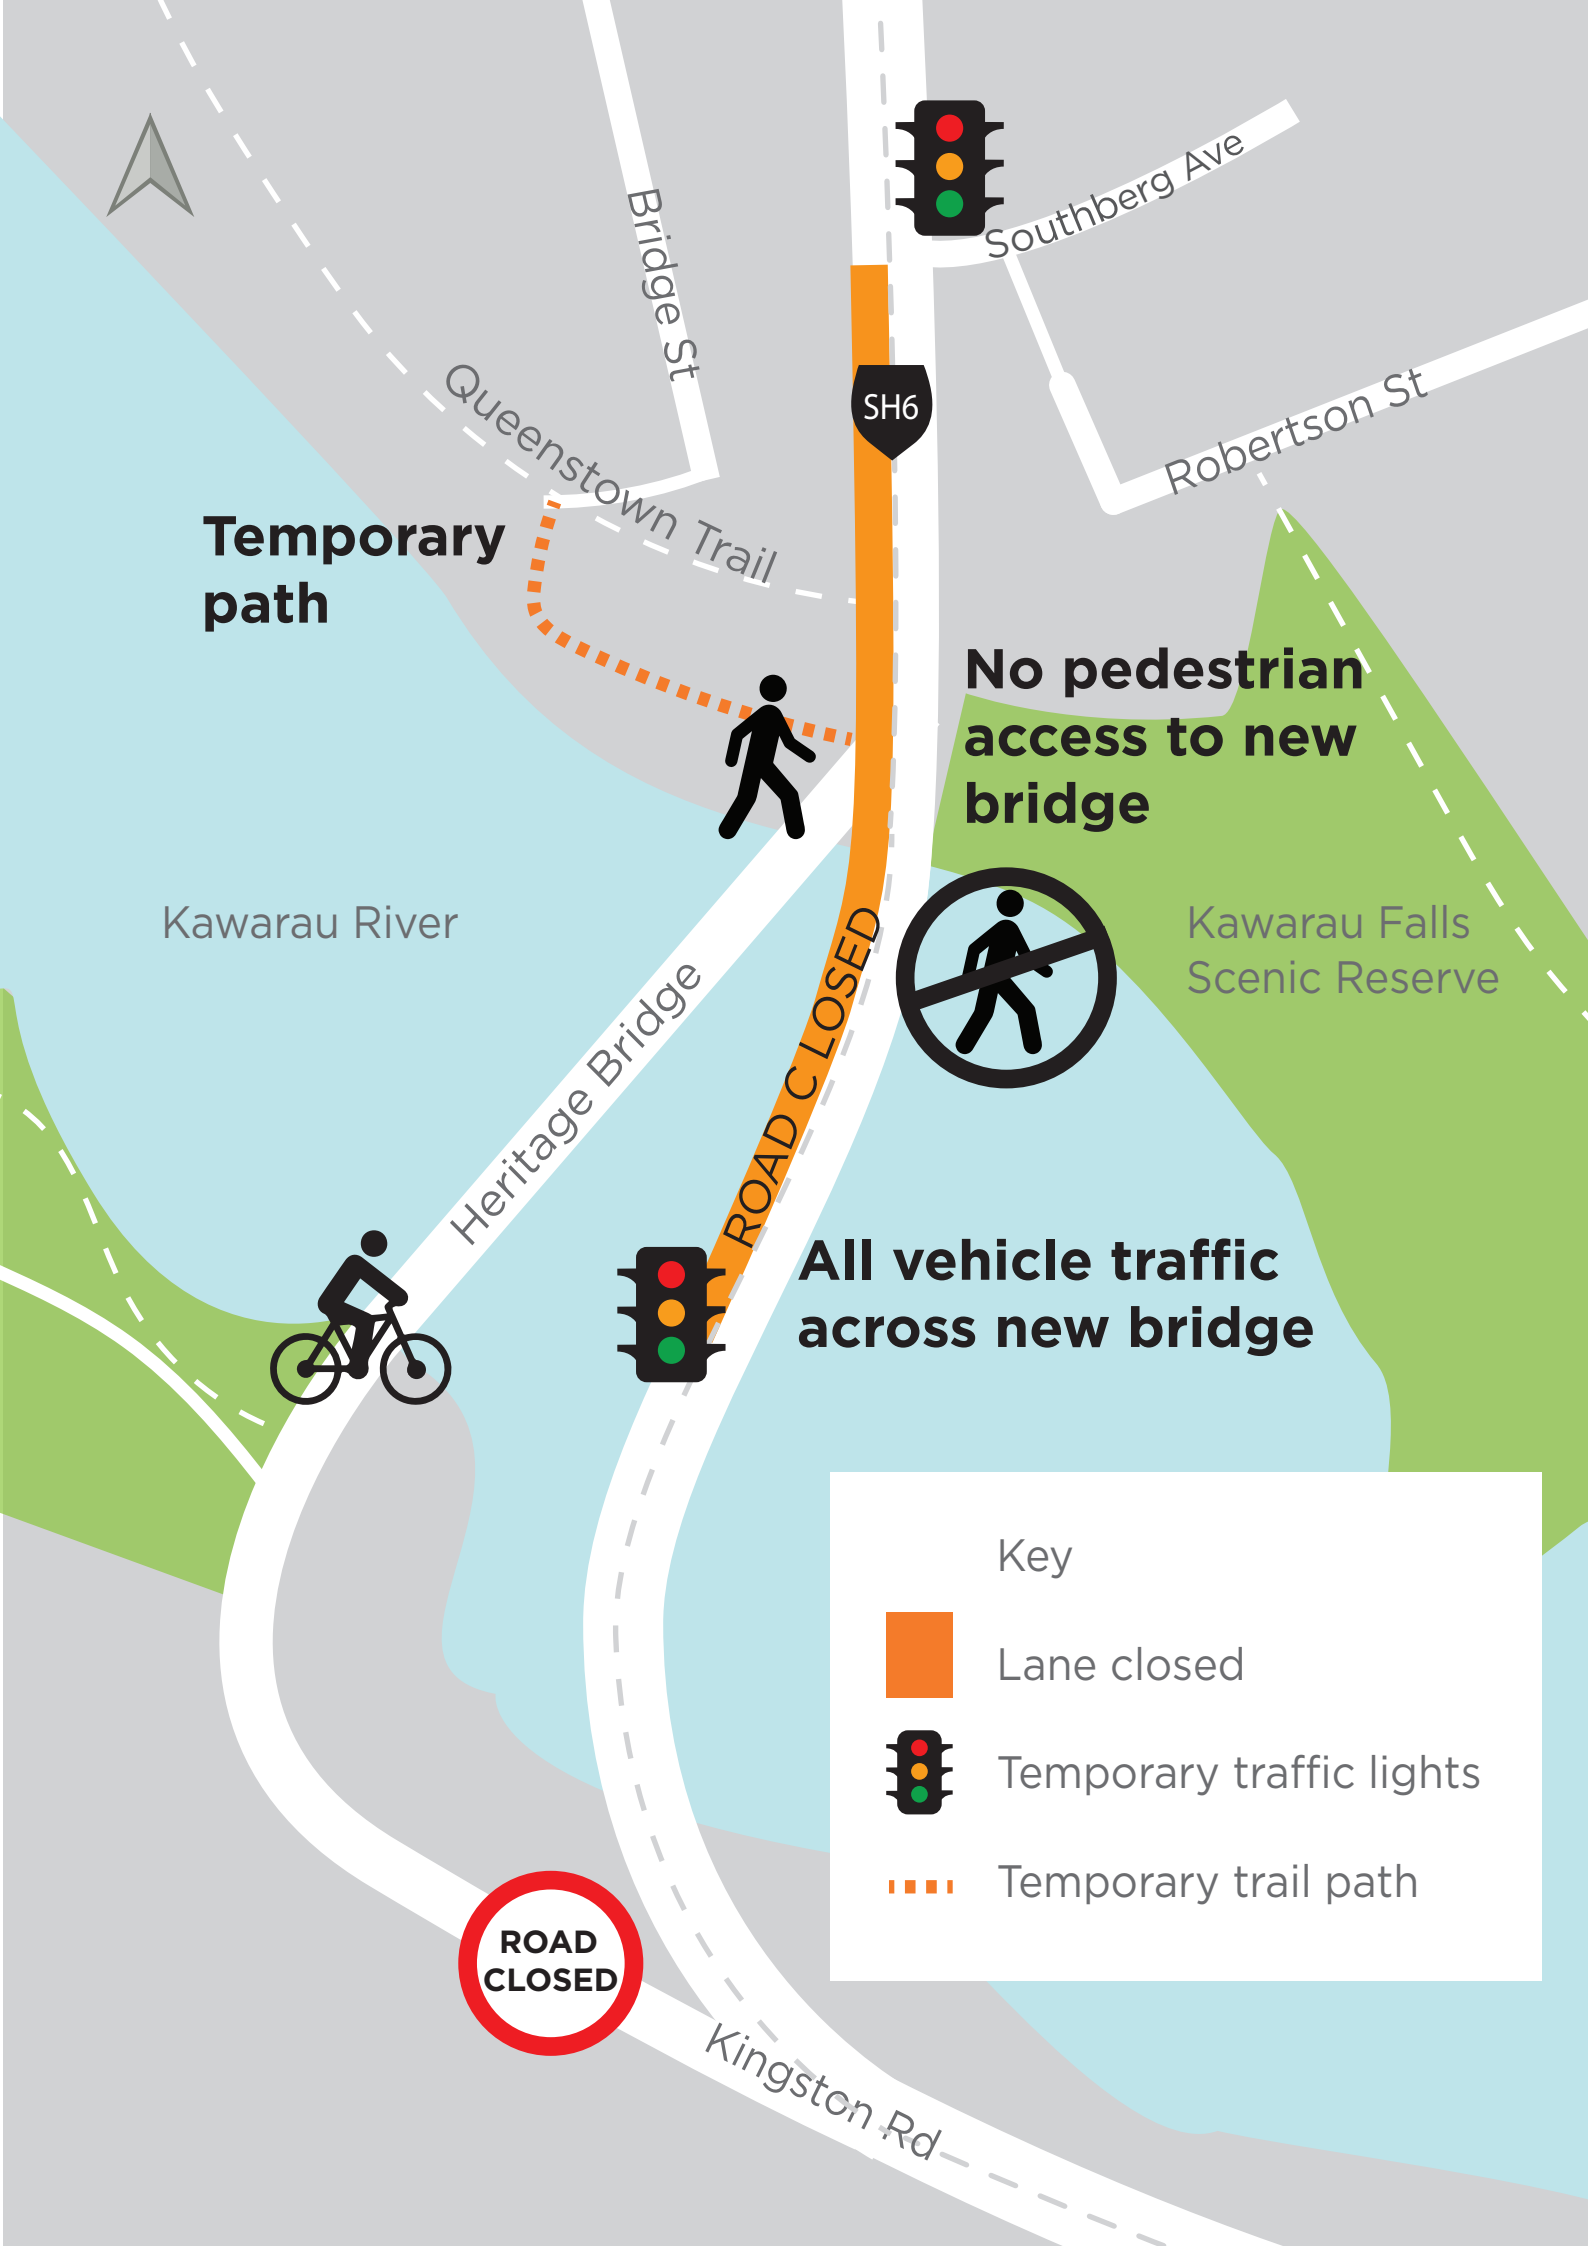 Southberg Ave
Bridge St
SH6
Queenstown Trail
Robertson St
Temporary
path
No pedestrian
access to new
bridge
Kawarau River
Kawarau Falls
Scenic Reserve
Heritage Bridge
ROAD CLOSED
All vehicle traffic
across new bridge
Key
Lane closed
Temporary traffic lights
Temporary trail path
ROAD
CLOSED
Kingston Rd